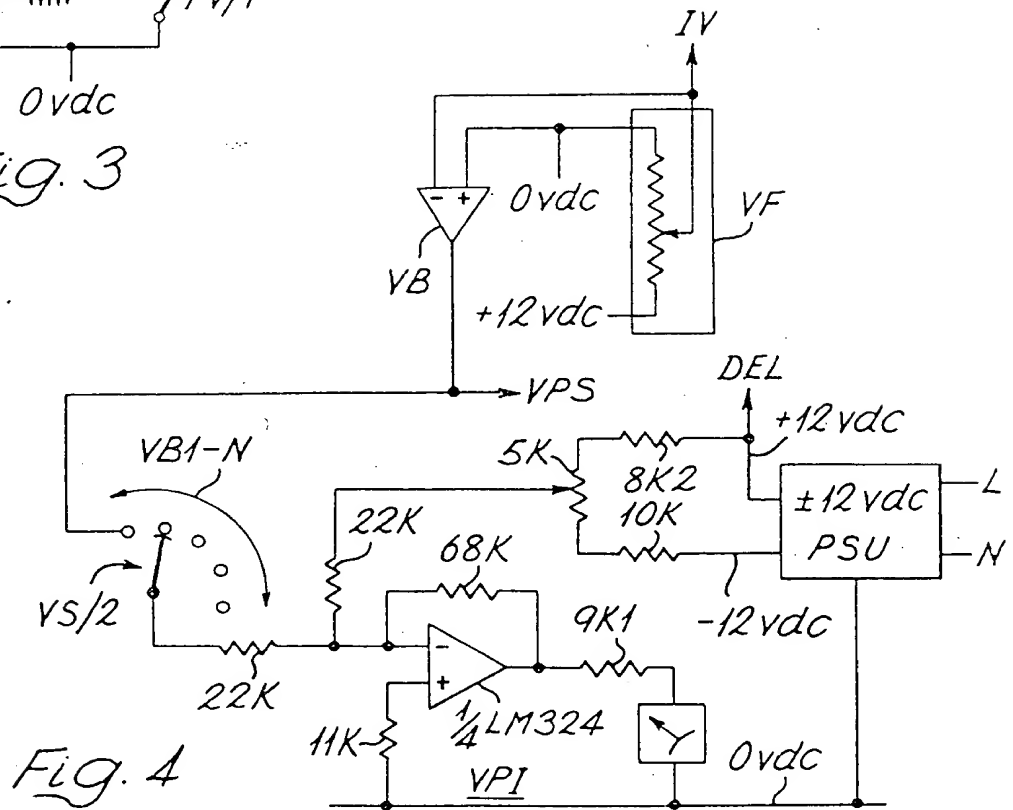 0vdc
Fig. 3
IV
- +
0vdc
VF
VB
+12vdc
VPS
DEL
+12vdc
VB1-N
5K
8K2
±12vdc
PSU
L
N
22K
10K
68K
-12vdc
VS/2
9K1
22K
-
+
1/4 LM324
11K
VPI
0vdc
Fig. 4